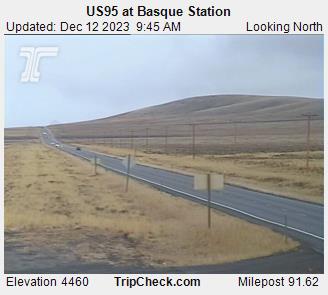 US95 at Basque Station
Updated: Dec 12 2023 9:45 AM Looking North
Elevation 4460 TripCheck.com Milepost 91.62